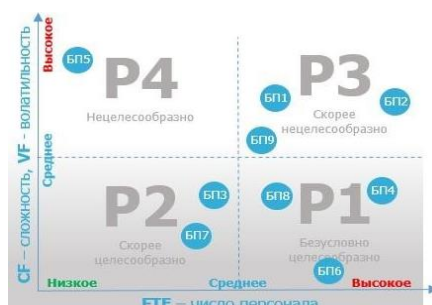 CF – сложность, VF - волатильность
Высокое
Среднее
БП5
P4
Нецелесообразно
P3
БП1
БП2
Скорее
нецелесообразно
БП9
P2
БП3
БП7
Скорее
целесообразно
БП8
P1
БП4
Безусловно
целесообразно
БП6
Низкое
Среднее
Высокое
FTE – число персонала